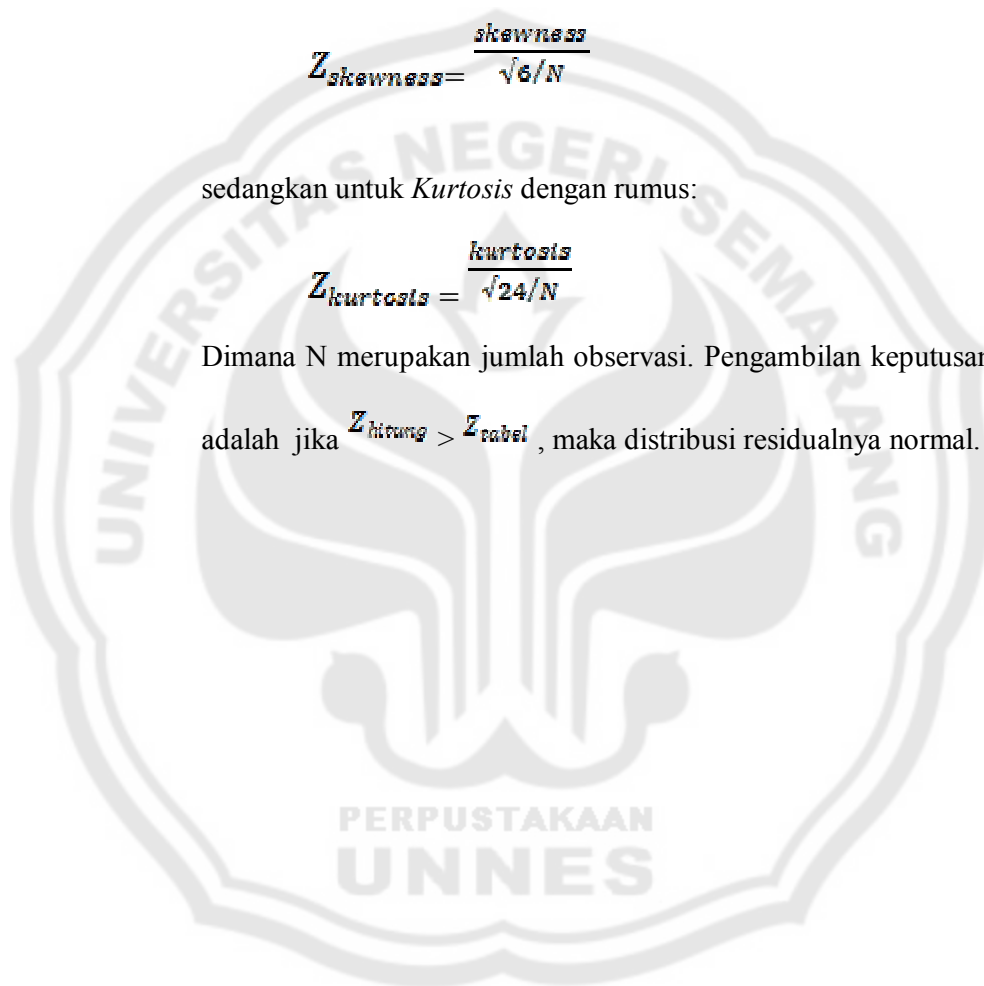 Z_skewness = skewness / √6/N
sedangkan untuk Kurtosis dengan rumus:
Z_kurtosis = kurtosis / √24/N
Dimana N merupakan jumlah observasi. Pengambilan keputusan
adalah jika Z_hitung > Z_tabel , maka distribusi residualnya normal.
UNIVERSITAS NEGERI SEMARANG
PERPUSTAKAAN
UNNES